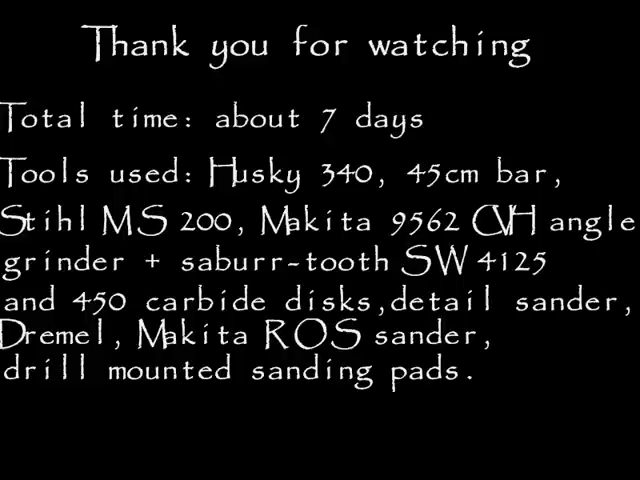 Thank you for watching
Total time: about 7 days
Tools used: Husky 340, 45cm bar,
Stihl MS 200, Makita 9562 CVH angle
grinder + saburr-tooth SW 4125
and 450 carbide disks,detail sander,
Dremel, Makita ROS sander,
drill mounted sanding pads.